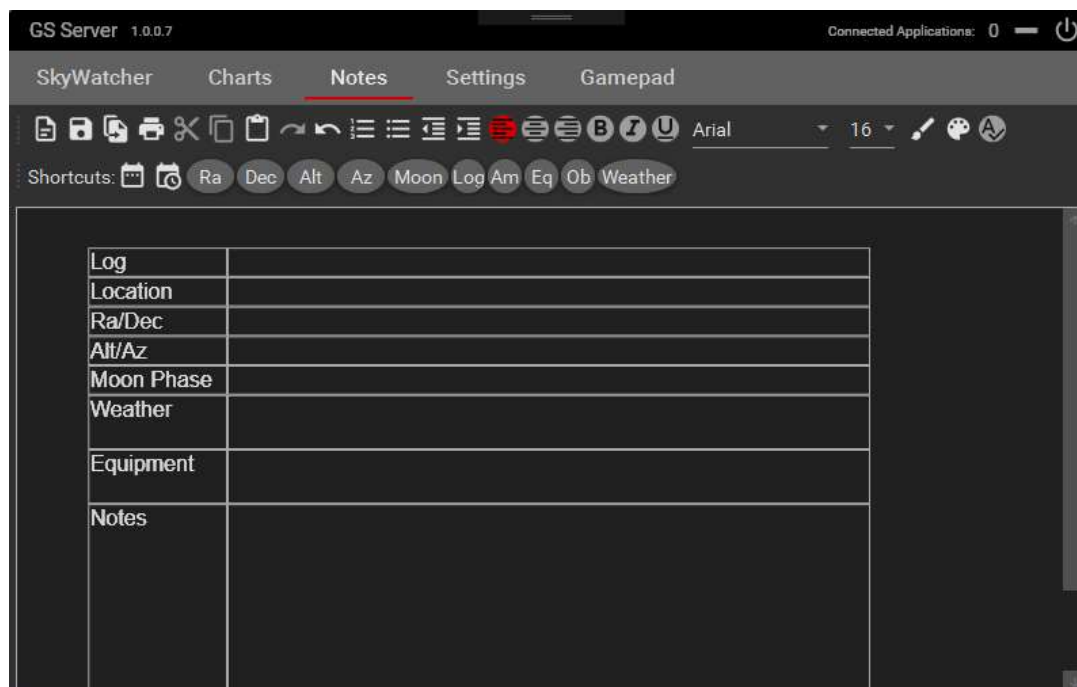 GS Server 1.0.0.7 Connected Applications: 0
SkyWatcher Charts Notes Settings Gamepad
B I U Arial 16 A
Shortcuts: Ra Dec Alt Az Moon Log Am Eq Ob Weather
Log
Location
Ra/Dec
Alt/Az
Moon Phase
Weather
Equipment
Notes